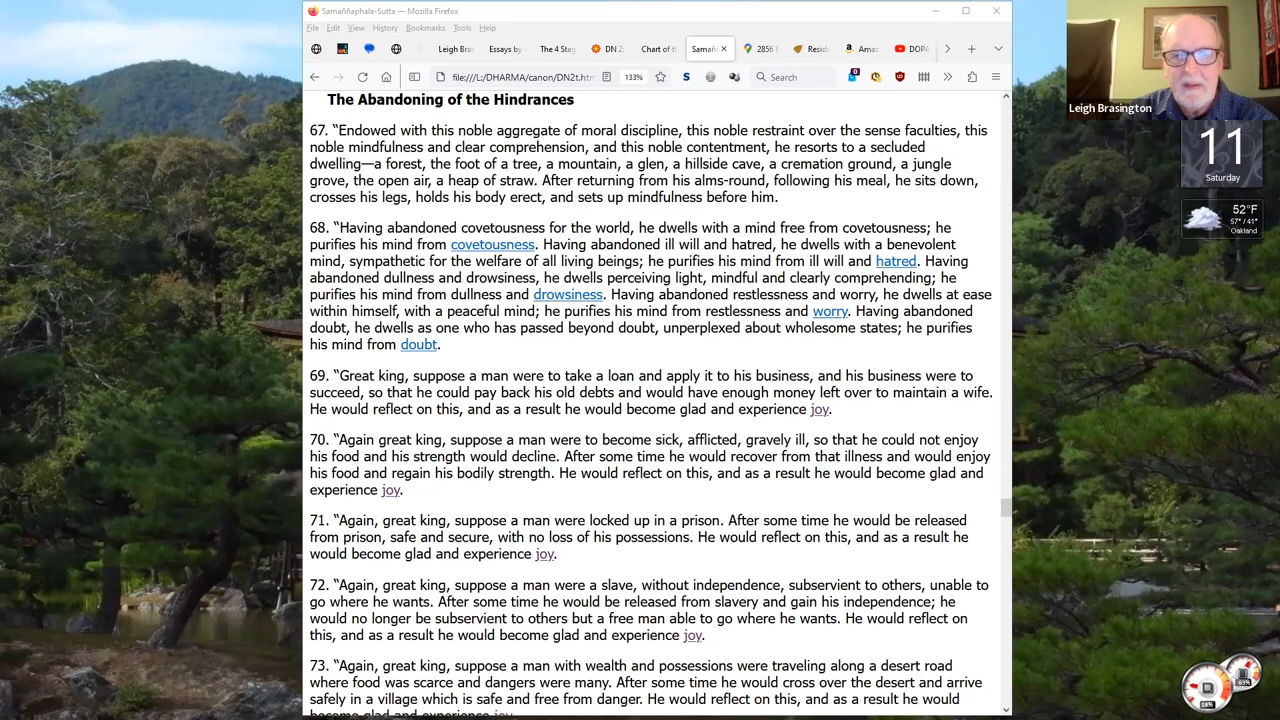 Samaññaphala-Sutta — Mozilla Firefox
File Edit View History Bookmarks Tools Help
Leigh Bras Essays by The 4 Stag DN 2: Chart of t Samañ 2856 E Resid Amaz DOPA
file:///L:/DHARMA/canon/DN2t.htm 133% Search
The Abandoning of the Hindrances
67. “Endowed with this noble aggregate of moral discipline, this noble restraint over the sense faculties, this
noble mindfulness and clear comprehension, and this noble contentment, he resorts to a secluded
dwelling—a forest, the foot of a tree, a mountain, a glen, a hillside cave, a cremation ground, a jungle
grove, the open air, a heap of straw. After returning from his alms-round, following his meal, he sits down,
crosses his legs, holds his body erect, and sets up mindfulness before him.
68. “Having abandoned covetousness for the world, he dwells with a mind free from covetousness; he
purifies his mind from covetousness. Having abandoned ill will and hatred, he dwells with a benevolent
mind, sympathetic for the welfare of all living beings; he purifies his mind from ill will and hatred. Having
abandoned dullness and drowsiness, he dwells perceiving light, mindful and clearly comprehending; he
purifies his mind from dullness and drowsiness. Having abandoned restlessness and worry, he dwells at ease
within himself, with a peaceful mind; he purifies his mind from restlessness and worry. Having abandoned
doubt, he dwells as one who has passed beyond doubt, unperplexed about wholesome states; he purifies
his mind from doubt.
69. “Great king, suppose a man were to take a loan and apply it to his business, and his business were to
succeed, so that he could pay back his old debts and would have enough money left over to maintain a wife.
He would reflect on this, and as a result he would become glad and experience joy.
70. “Again great king, suppose a man were to become sick, afflicted, gravely ill, so that he could not enjoy
his food and his strength would decline. After some time he would recover from that illness and would enjoy
his food and regain his bodily strength. He would reflect on this, and as a result he would become glad and
experience joy.
71. “Again, great king, suppose a man were locked up in a prison. After some time he would be released
from prison, safe and secure, with no loss of his possessions. He would reflect on this, and as a result he
would become glad and experience joy.
72. “Again, great king, suppose a man were a slave, without independence, subservient to others, unable to
go where he wants. After some time he would be released from slavery and gain his independence; he
would no longer be subservient to others but a free man able to go where he wants. He would reflect on
this, and as a result he would become glad and experience joy.
73. “Again, great king, suppose a man with wealth and possessions were traveling along a desert road
where food was scarce and dangers were many. After some time he would cross over the desert and arrive
safely in a village which is safe and free from danger. He would reflect on this, and as a result he would
become glad and experience joy.
Leigh Brasington
11
Saturday
52°F
57° / 41°
Oakland